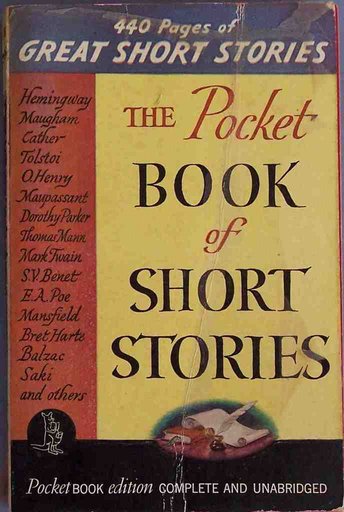 440 Pages of
GREAT SHORT STORIES
Hemingway
Maugham
Cather
Tolstoi
O.Henry
Maupassant
Dorothy Parker
Thomas Mann
Mark Twain
S.V. Benet
E.A. Poe
Mansfield
Bret Harte
Balzac
Saki
and others
THE Pocket
BOOK
of
SHORT
STORIES
Pocket BOOK edition COMPLETE AND UNABRIDGED